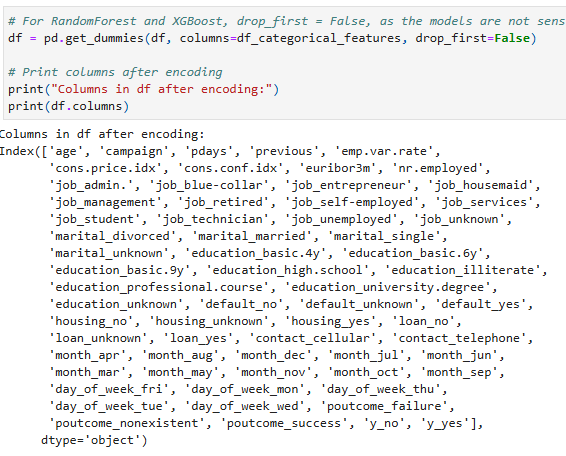 # For RandomForest and XGBoost, drop_first = False, as the models are not sens
df = pd.get_dummies(df, columns=df_categorical_features, drop_first=False)
# Print columns after encoding
print("Columns in df after encoding:")
print(df.columns)
Columns in df after encoding:
Index(['age', 'campaign', 'pdays', 'previous', 'emp.var.rate',
'cons.price.idx', 'cons.conf.idx', 'euribor3m', 'nr.employed',
'job_admin.', 'job_blue-collar', 'job_entrepreneur', 'job_housemaid',
'job_management', 'job_retired', 'job_self-employed', 'job_services',
'job_student', 'job_technician', 'job_unemployed', 'job_unknown',
'marital_divorced', 'marital_married', 'marital_single',
'marital_unknown', 'education_basic.4y', 'education_basic.6y',
'education_basic.9y', 'education_high.school', 'education_illiterate',
'education_professional.course', 'education_university.degree',
'education_unknown', 'default_no', 'default_unknown', 'default_yes',
'housing_no', 'housing_unknown', 'housing_yes', 'loan_no',
'loan_unknown', 'loan_yes', 'contact_cellular', 'contact_telephone',
'month_apr', 'month_aug', 'month_dec', 'month_jul', 'month_jun',
'month_mar', 'month_may', 'month_nov', 'month_oct', 'month_sep',
'day_of_week_fri', 'day_of_week_mon', 'day_of_week_thu',
'day_of_week_tue', 'day_of_week_wed', 'poutcome_failure',
'poutcome_nonexistent', 'poutcome_success', 'y_no', 'y_yes'],
dtype='object')